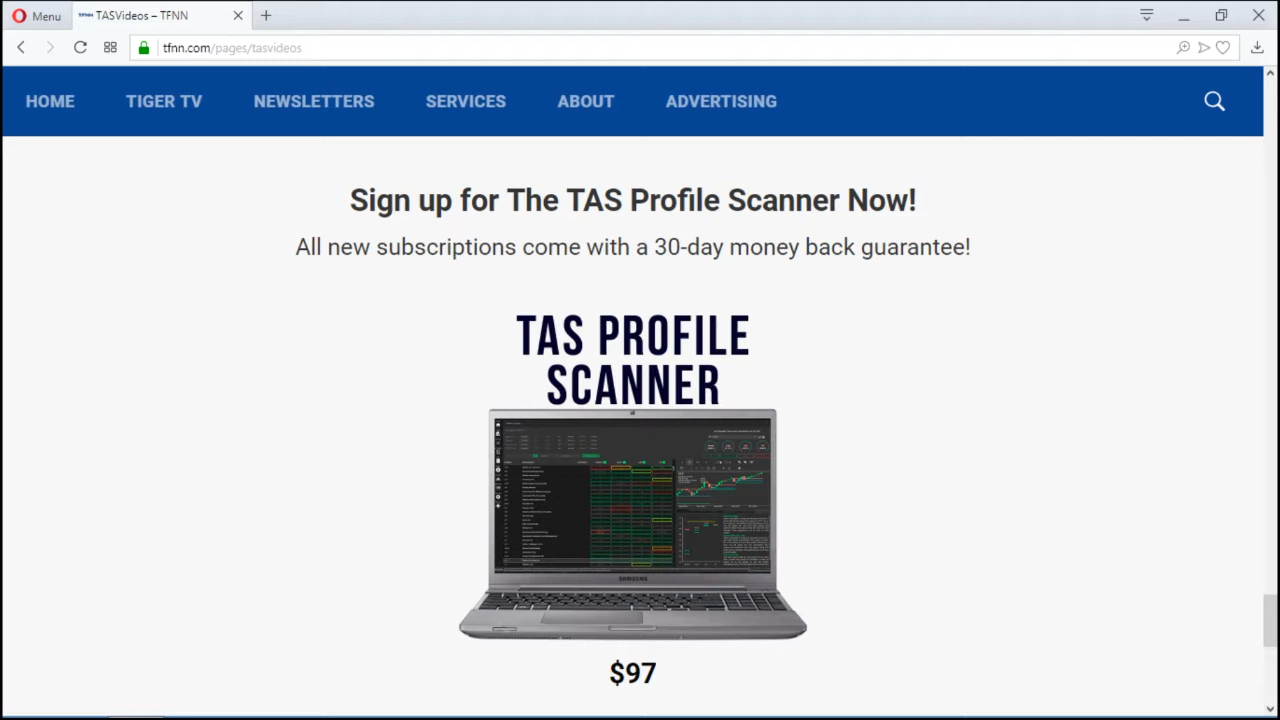 Menu
TFNN TASVideos – TFNN
tfnn.com/pages/tasvideos
HOME TIGER TV NEWSLETTERS SERVICES ABOUT ADVERTISING
Sign up for The TAS Profile Scanner Now!
All new subscriptions come with a 30-day money back guarantee!
TAS PROFILE
SCANNER
SAMSUNG
$97